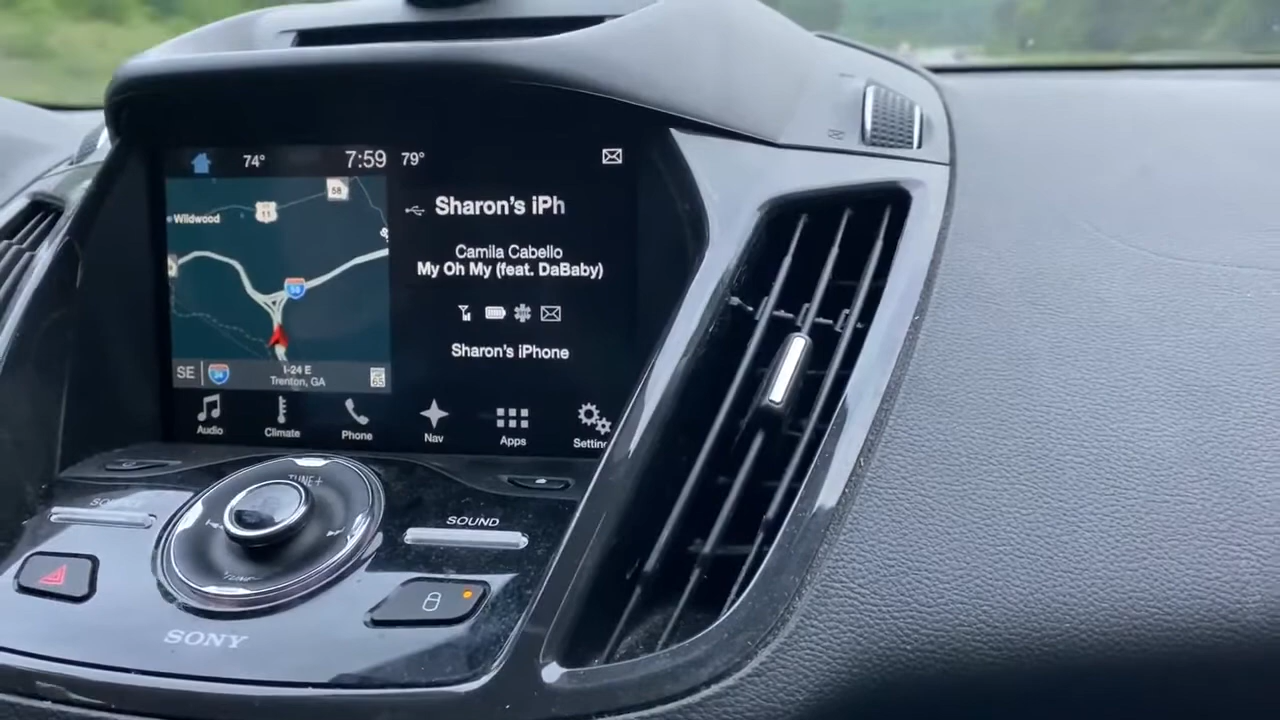 74° 7:59 79°
58
11
Wildwood
59
Sharon's iPh
Camila Cabello
My Oh My (feat. DaBaby)
Sharon's iPhone
SE 24 I-24 E
Trenton, GA
65
Audio Climate Phone Nav Apps Settin
TUNE+
SOUND
TUNE-
SONY